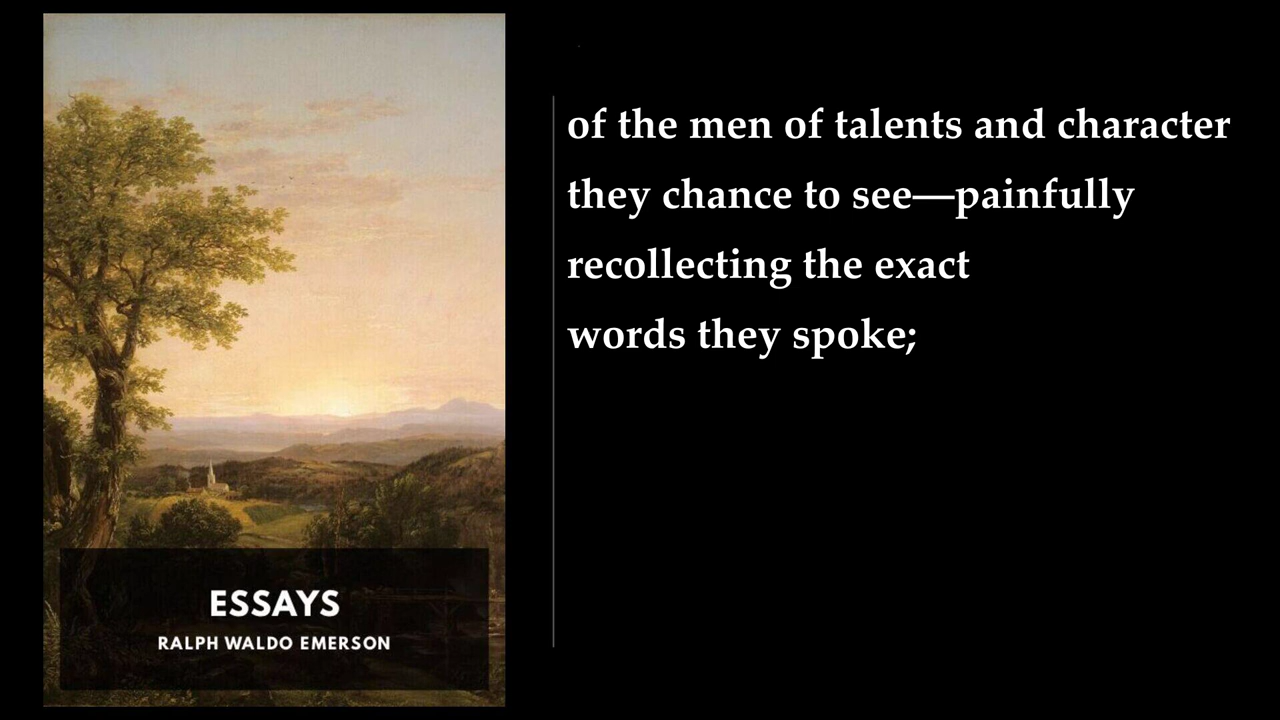 ESSAYS
RALPH WALDO EMERSON
of the men of talents and character
they chance to see—painfully
recollecting the exact
words they spoke;